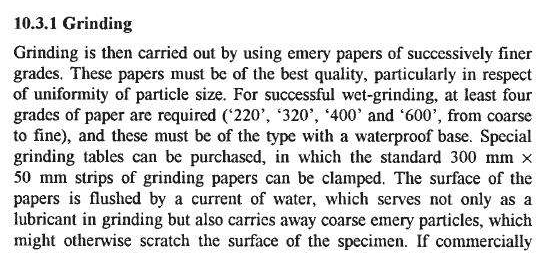 10.3.1 Grinding
Grinding is then carried out by using emery papers of successively finer
grades. These papers must be of the best quality, particularly in respect
of uniformity of particle size. For successful wet-grinding, at least four
grades of paper are required (‘220’, ‘320’, ‘400’ and ‘600’, from coarse
to fine), and these must be of the type with a waterproof base. Special
grinding tables can be purchased, in which the standard 300 mm ×
50 mm strips of grinding papers can be clamped. The surface of the
papers is flushed by a current of water, which serves not only as a
lubricant in grinding but also carries away coarse emery particles, which
might otherwise scratch the surface of the specimen. If commercially